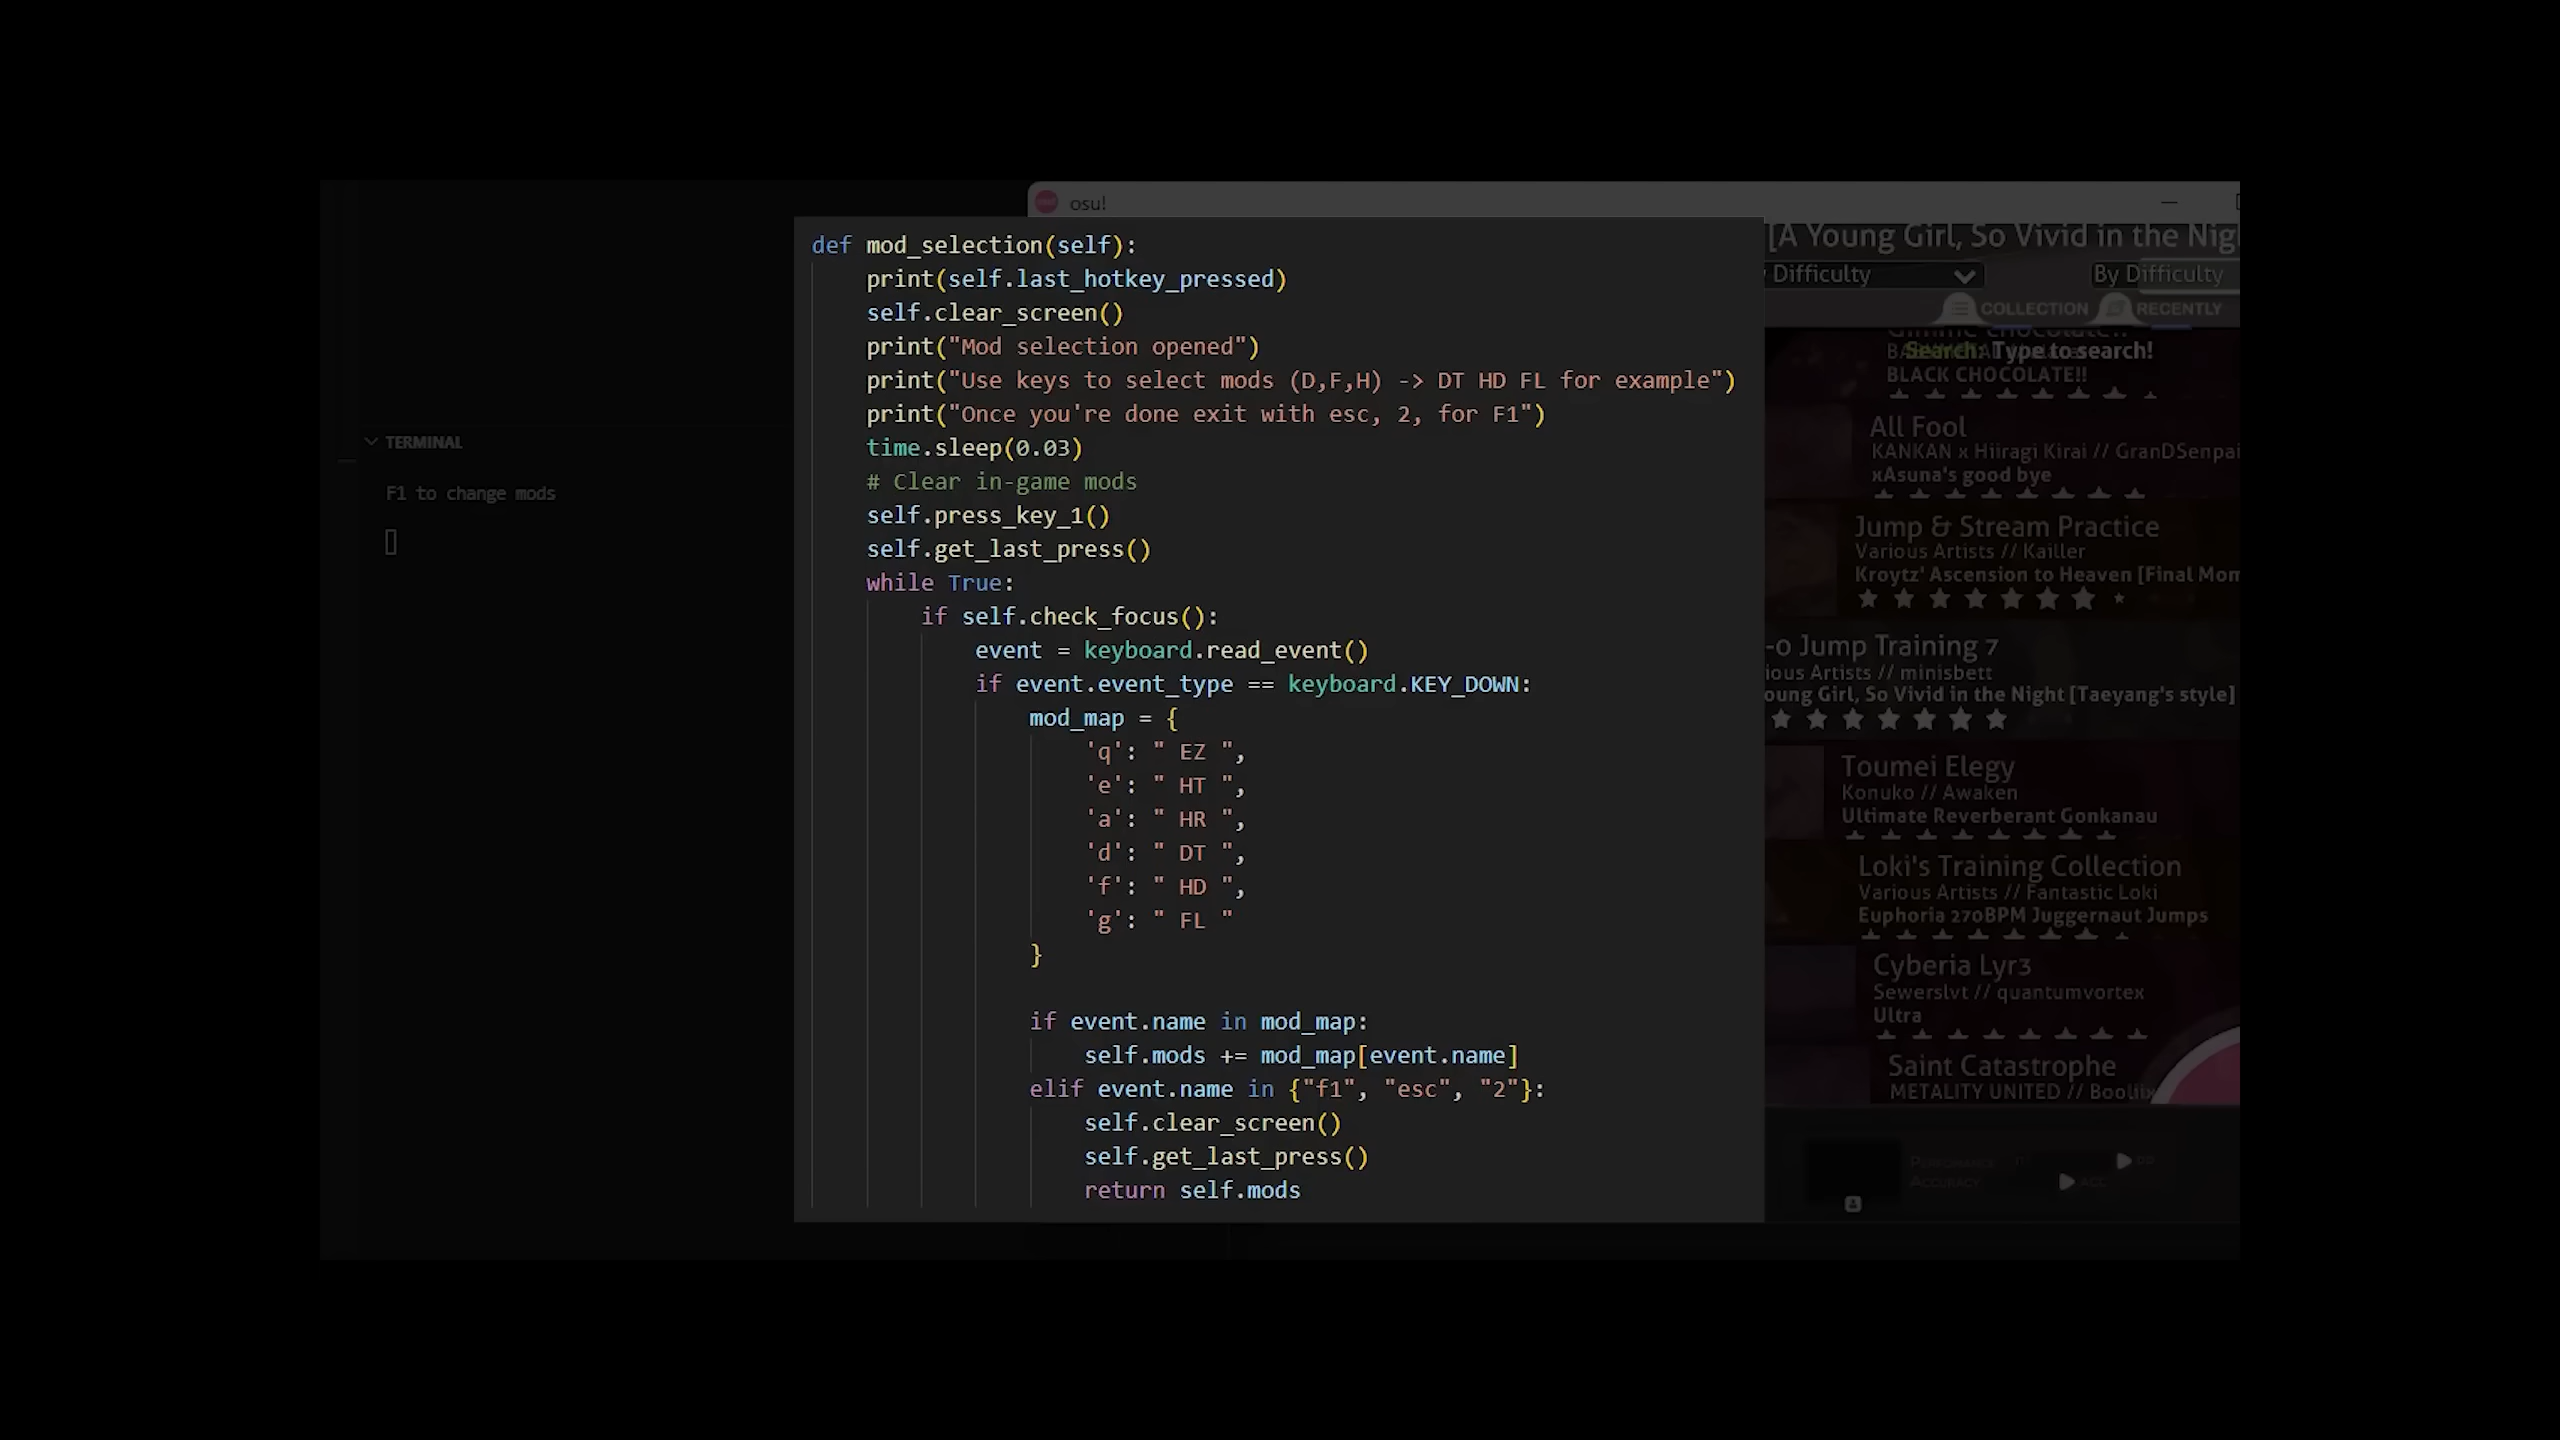 osu!
[A Young Girl, So Vivid in the Nig
Difficulty
By Difficulty
COLLECTION
RECENTLY
Search: Type to search!
BLACK CHOCOLATE!!
All Fool
KANKAN x Hiiragi Kirai // GranDSenpai
xAsuna's good bye
Jump & Stream Practice
Various Artists // Kailler
Kroytz' Ascension to Heaven [Final Mom
-o Jump Training 7
ious Artists // minisbett
oung Girl, So Vivid in the Night [Taeyang's style]
Toumei Elegy
Konuko // Awaken
Ultimate Reverberant Gonkanau
Loki's Training Collection
Various Artists // Fantastic Loki
Euphoria 270BPM Juggernaut Jumps
Cyberia Lyr3
Sewerslvt // quantumvortex
Ultra
Saint Catastrophe
METALITY UNITED //
TERMINAL
F1 to change mods
def mod_selection(self):
print(self.last_hotkey_pressed)
self.clear_screen()
print("Mod selection opened")
print("Use keys to select mods (D,F,H) -> DT HD FL for example")
print("Once you're done exit with esc, 2, for F1")
time.sleep(0.03)
# Clear in-game mods
self.press_key_1()
self.get_last_press()
while True:
if self.check_focus():
event = keyboard.read_event()
if event.event_type == keyboard.KEY_DOWN:
mod_map = {
'q': " EZ ",
'e': " HT ",
'a': " HR ",
'd': " DT ",
'f': " HD ",
'g': " FL "
}
if event.name in mod_map:
self.mods += mod_map[event.name]
elif event.name in {"f1", "esc", "2"}:
self.clear_screen()
self.get_last_press()
return self.mods